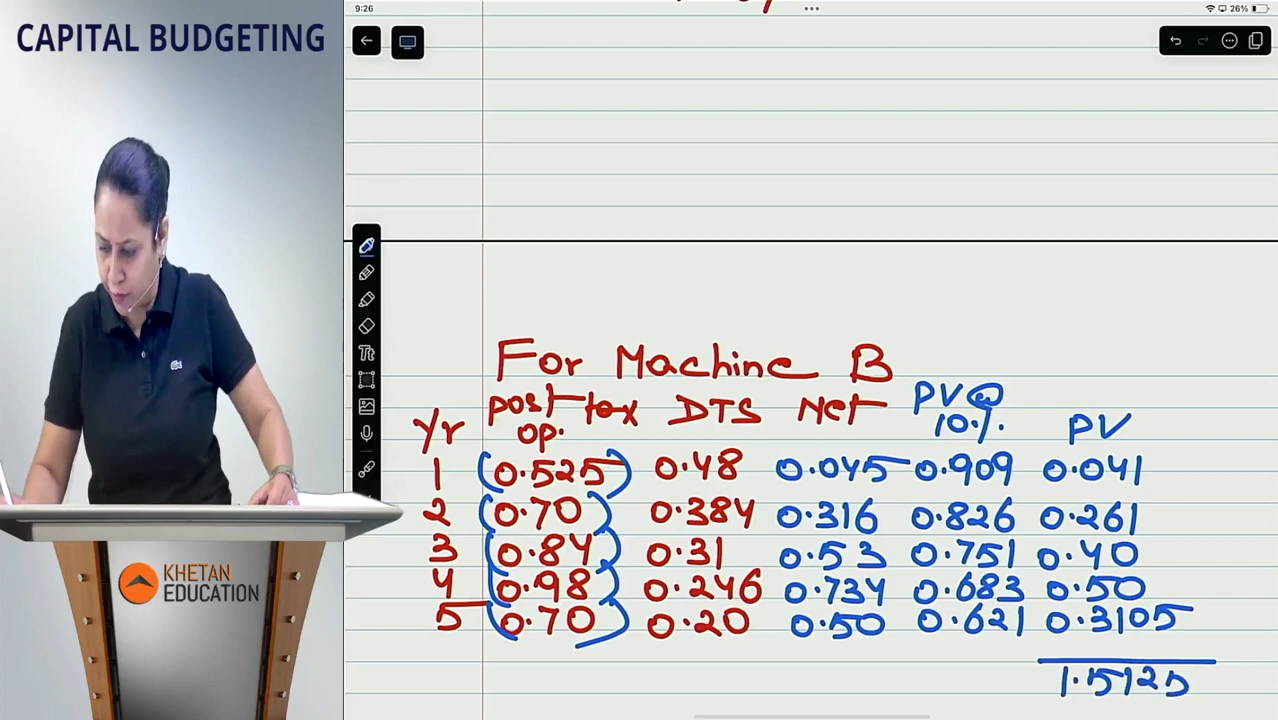 9:26
26%
CAPITAL BUDGETING
Tt
For Machine B
Yr post tax op. DTS Net PV@ 10%. PV
1 (0.525) 0.48 0.045 0.909 0.041
2 (0.70) 0.384 0.316 0.826 0.261
3 (0.84) 0.31 0.53 0.751 0.40
4 (0.98) 0.246 0.734 0.683 0.50
5 (0.70) 0.20 0.50 0.621 0.3105
1.5125
KHETAN
EDUCATION